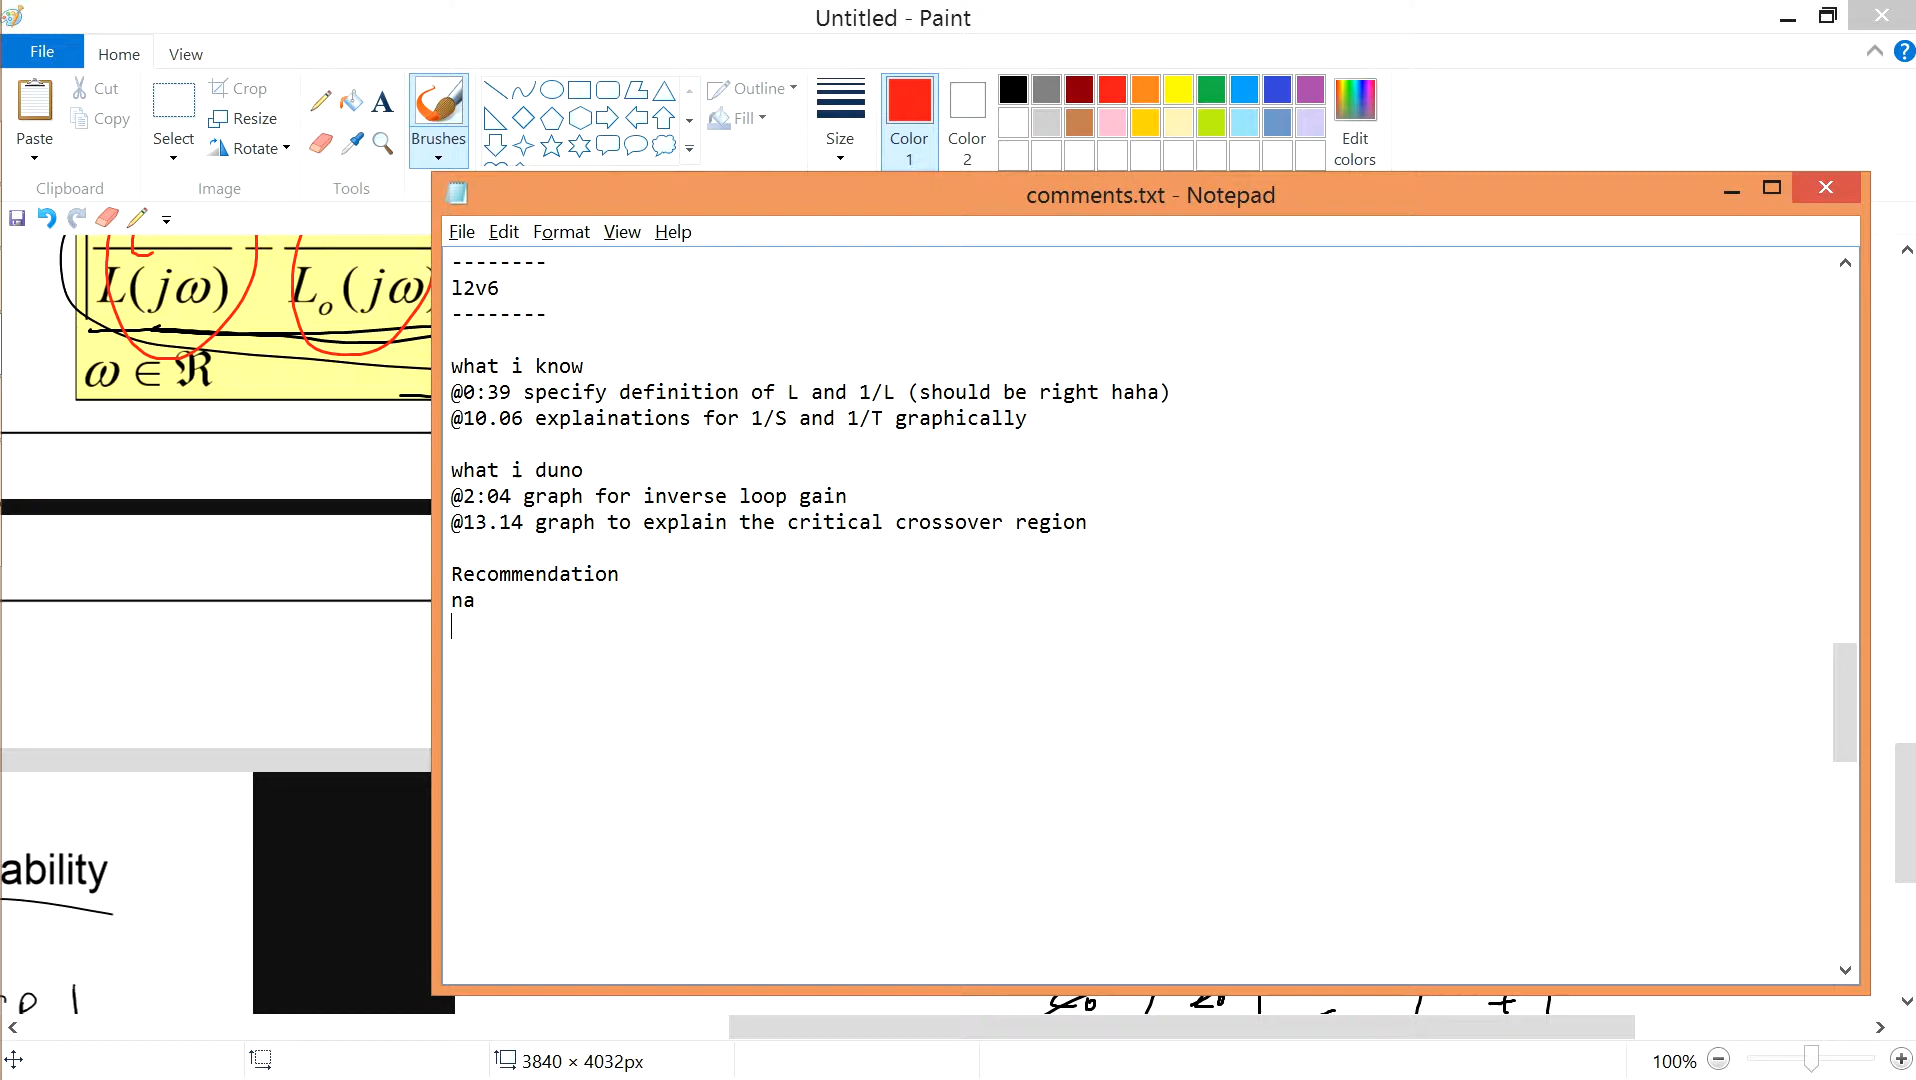 Untitled - Paint
File Home View
Paste
Cut
Copy
Clipboard
Select
Crop
Resize
Rotate
Image
Tools
Brushes
Outline
Fill
Size
Color 1
Color 2
Edit colors
comments.txt - Notepad
File Edit Format View Help
--------
l2v6
--------
what i know
@0:39 specify definition of L and 1/L (should be right haha)
@10.06 explainations for 1/S and 1/T graphically
what i duno
@2:04 graph for inverse loop gain
@13.14 graph to explain the critical crossover region
Recommendation
na
L(jω) L₀(jω)
ω ∈ ℜ
ability
3840 × 4032px
100%